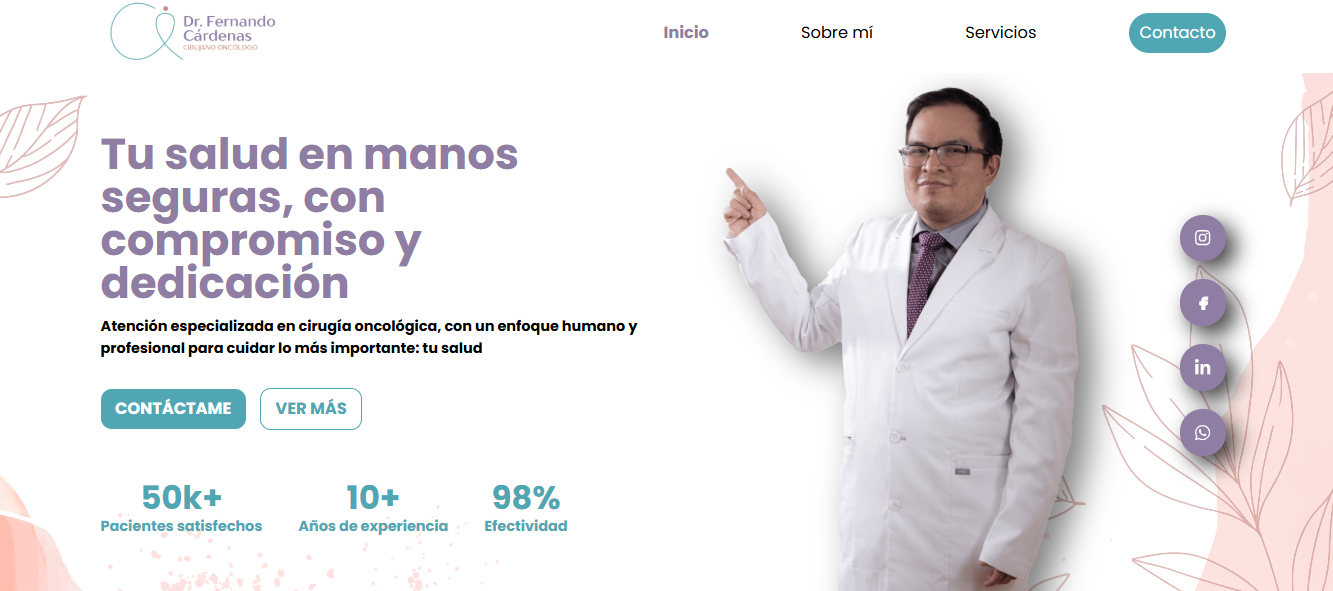 Dr. Fernando
Cárdenas
CIRUJANO ONCÓLOGO
Inicio
Sobre mí
Servicios
Contacto
Tu salud en manos
seguras, con
compromiso y
dedicación
Atención especializada en cirugía oncológica, con un enfoque humano y
profesional para cuidar lo más importante: tu salud
CONTÁCTAME
VER MÁS
50k+
Pacientes satisfechos
10+
Años de experiencia
98%
Efectividad